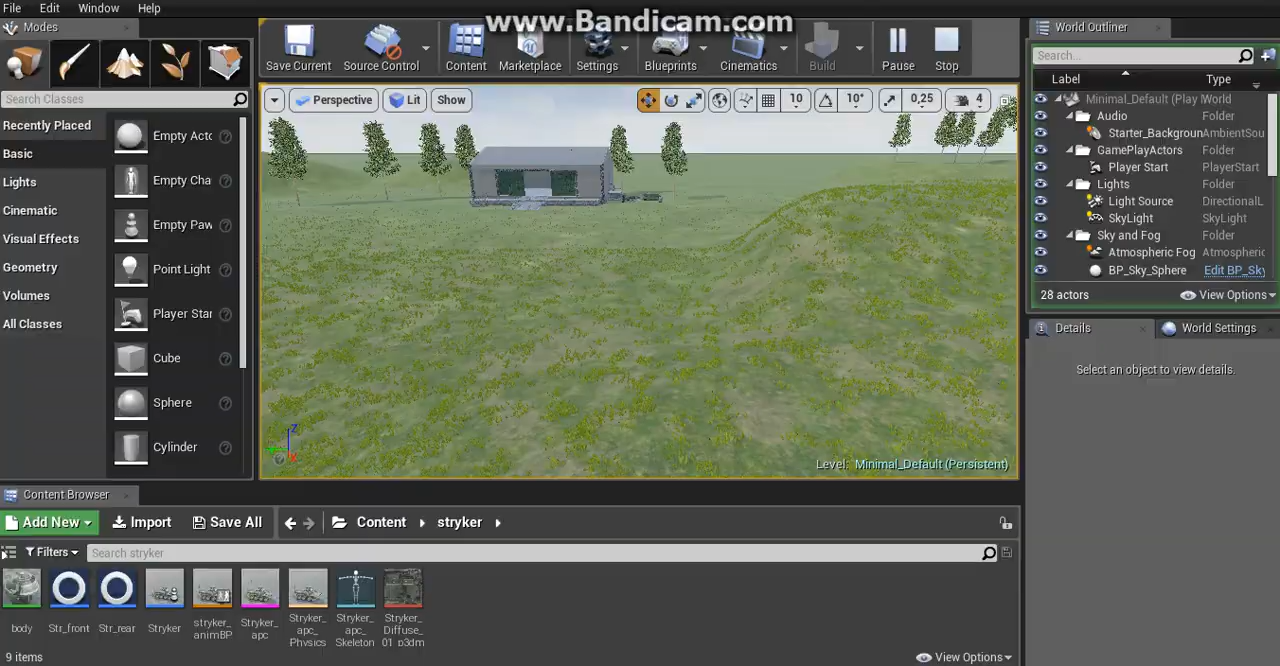 File Edit Window Help
www.Bandicam.com
Modes
Search Classes
Recently Placed
Basic
Lights
Cinematic
Visual Effects
Geometry
Volumes
All Classes
Empty Acto
Empty Cha
Empty Paw
Point Light
Player Star
Cube
Sphere
Cylinder
Save Current
Source Control
Content
Marketplace
Settings
Blueprints
Cinematics
Build
Pause
Stop
Perspective
Lit
Show
10
10°
0,25
4
Level: Minimal_Default (Persistent)
World Outliner
Search...
Label Type
Minimal_Default (Play I World
Audio Folder
Starter_Backgroun AmbientSou
GamePlayActors Folder
Player Start PlayerStart
Lights Folder
Light Source DirectionalL
SkyLight SkyLight
Sky and Fog Folder
Atmospheric Fog Atmospheric
BP_Sky_Sphere Edit BP_Sky
28 actors View Options
Details World Settings
Select an object to view details.
Content Browser
Add New Import Save All Content stryker
Filters Search stryker
body
Str_front
Str_rear
Stryker
stryker_
animBP
Stryker_
apc
Stryker_
apc_
Physics
Stryker_
apc_
Skeleton
Stryker_
Diffuse_
01_p3dm
9 items View Options